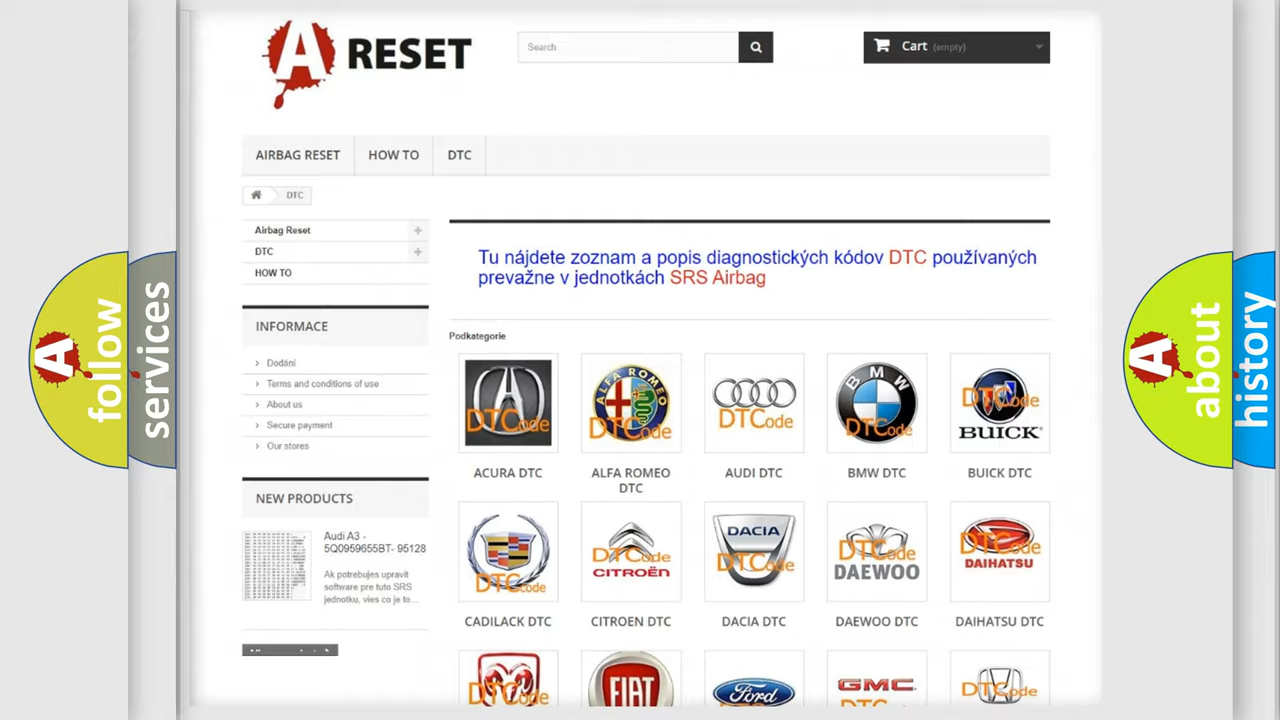 A RESET
Search
Cart (empty)
AIRBAG RESET
HOW TO
DTC
DTC
Airbag Reset
DTC
HOW TO
INFORMACE
Dodání
Terms and conditions of use
About us
Secure payment
Our stores
NEW PRODUCTS
Audi A3 -
5Q0959655BT- 95128
Ak potrebujes upravit
software pre tuto SRS
jednotku, vies co je to...
Tu nájdete zoznam a popis diagnostických kódov DTC používaných
prevažne v jednotkách SRS Airbag
Podkategorie
DTCode
ALFA ROMEO
DTCode
DTCode
BMW
DTCode
DTCode
BUICK
ACURA DTC
ALFA ROMEO
DTC
AUDI DTC
BMW DTC
BUICK DTC
DTCode
DTCode
CITROËN
DACIA
DTCode
DTCode
DAEWOO
DTCode
DAIHATSU
CADILACK DTC
CITROEN DTC
DACIA DTC
DAEWOO DTC
DAIHATSU DTC
DTCode
FIAT
Ford
GMC
DTCode
A follow
services
A about
history